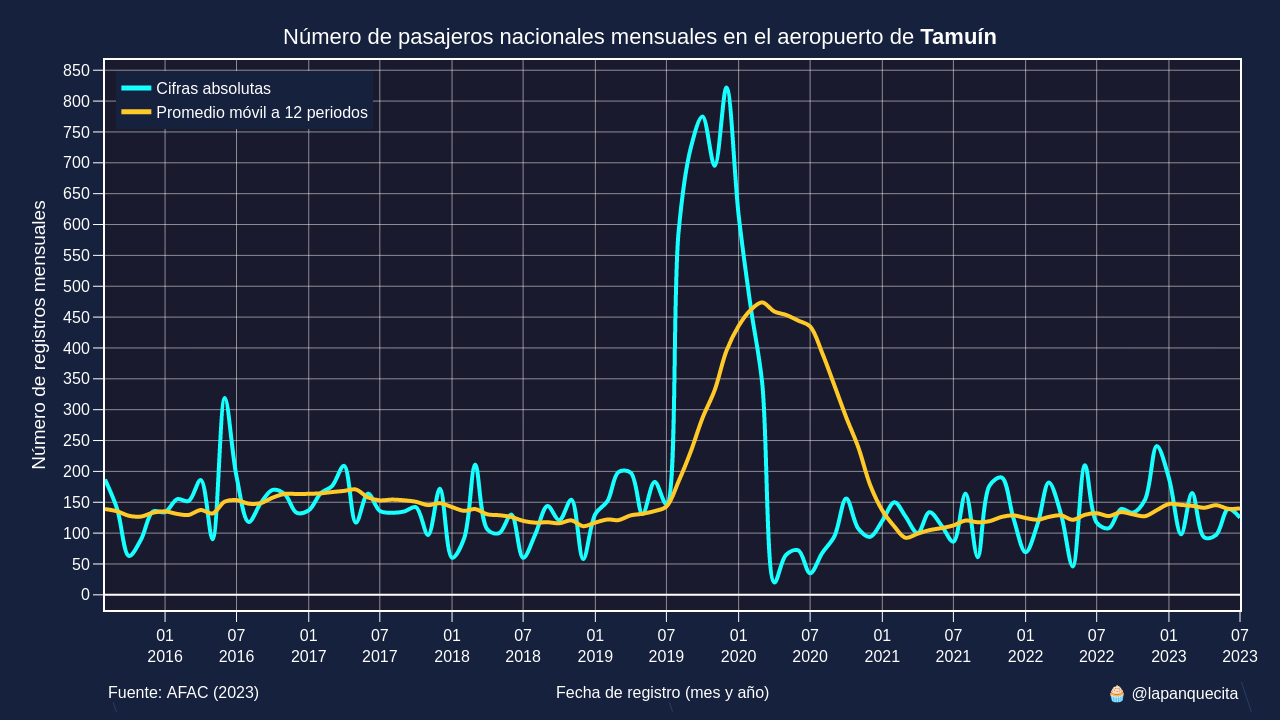 Número de pasajeros nacionales mensuales en el aeropuerto de Tamuín
Cifras absolutas
Promedio móvil a 12 periodos
Número de registros mensuales
850
800
750
700
650
600
550
500
450
400
350
300
250
200
150
100
50
0
01 07 01 07 01 07 01 07 01 07 01 07 01 07 01 07
2016 2016 2017 2017 2018 2018 2019 2019 2020 2020 2021 2021 2022 2022 2023 2023
Fuente: AFAC (2023) Fecha de registro (mes y año) 🧁 @lapanquecita